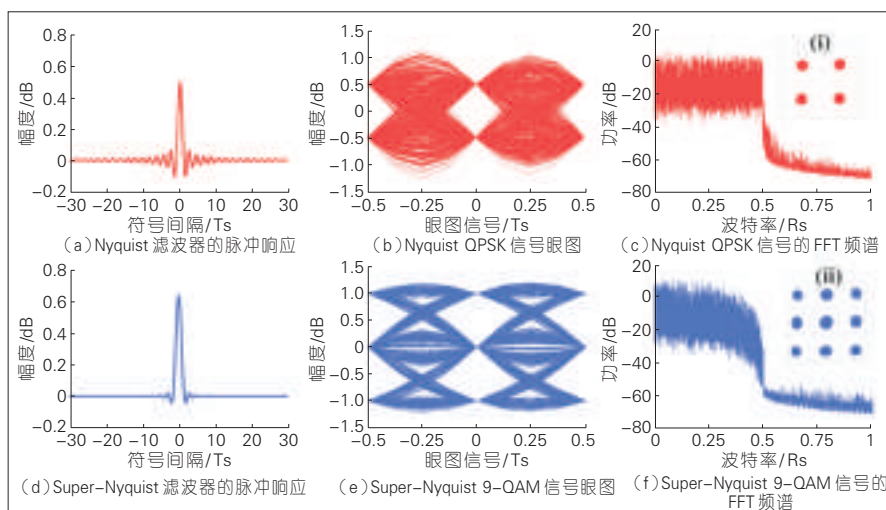 幅度/dB
0.6
0.4
0.2
0
-0.2
-30 -20 -10 0 10 20 30
符号间隔/Ts
(a)Nyquist 滤波器的脉冲响应
幅度/dB
1.5
1.0
0.5
0
-0.5
-1.0
-1.5
-0.5 -0.25 0 0.25 0.5
眼图信号/Ts
(b)Nyquist QPSK 信号眼图
功率/dB
20
0
-20
-40
-60
-80
(i)
0 0.25 0.5 0.75 1
波特率/Rs
(c)Nyquist QPSK 信号的 FFT 频谱
幅度/dB
0.8
0.6
0.4
0.2
0
-0.2
-30 -20 -10 0 10 20 30
符号间隔/Ts
(d)Super-Nyquist 滤波器的脉冲响应
幅度/dB
1.5
1.0
0.5
0
-0.5
-1.0
-1.5
-0.5 -0.25 0 0.25 0.5
眼图信号/Ts
(e)Super-Nyquist 9-QAM 信号眼图
功率/dB
20
0
-20
-40
-60
-80
(ii)
0 0.25 0.5 0.75 1
波特率/Rs
(f)Super-Nyquist 9-QAM 信号的
FFT 频谱